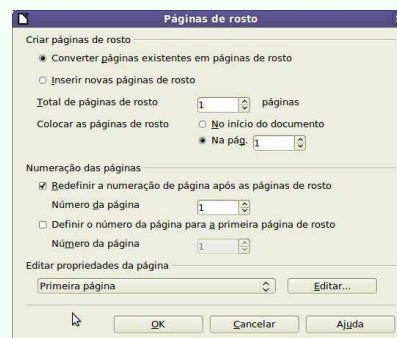 Páginas de rosto
Criar páginas de rosto
Converter páginas existentes em páginas de rosto
Inserir novas páginas de rosto
Total de páginas de rosto 1 páginas
Colocar as páginas de rosto No início do documento
Na pág. 1
Numeração das páginas
Redefinir a numeração de página após as páginas de rosto
Número da página 1
Definir o número da página para a primeira página de rosto
Número da página 1
Editar propriedades da página
Primeira página Editar...
OK Cancelar Ajuda